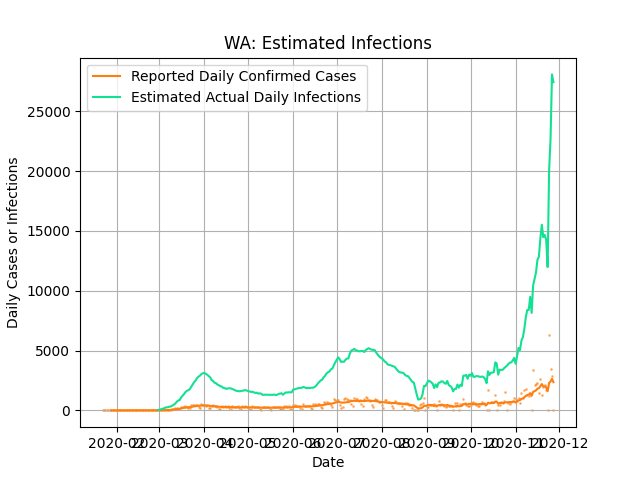 WA: Estimated Infections
Reported Daily Confirmed Cases
Estimated Actual Daily Infections
Daily Cases or Infections
25000
20000
15000
10000
5000
0
2020-02 2020-03 2020-04 2020-05 2020-06 2020-07 2020-08 2020-09 2020-10 2020-11 2020-12
Date